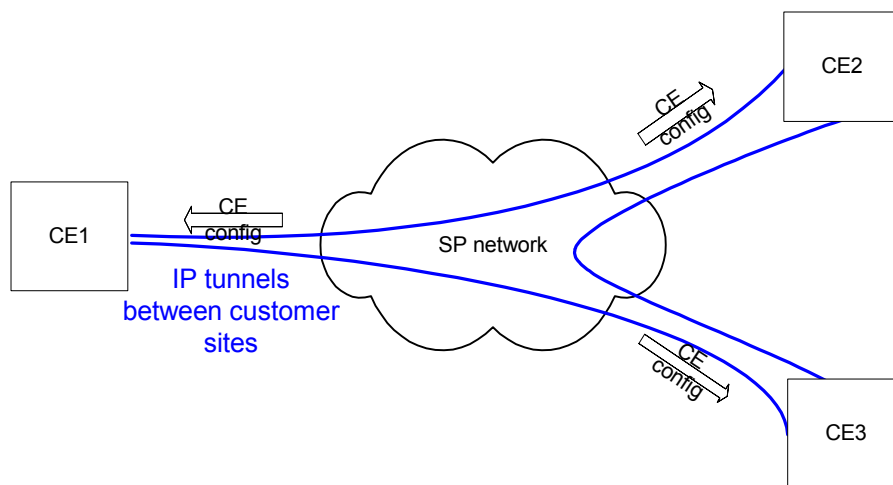 CE2
CE
config
CE
config
CE1
SP network
IP tunnels
between customer
sites
CE
config
CE3